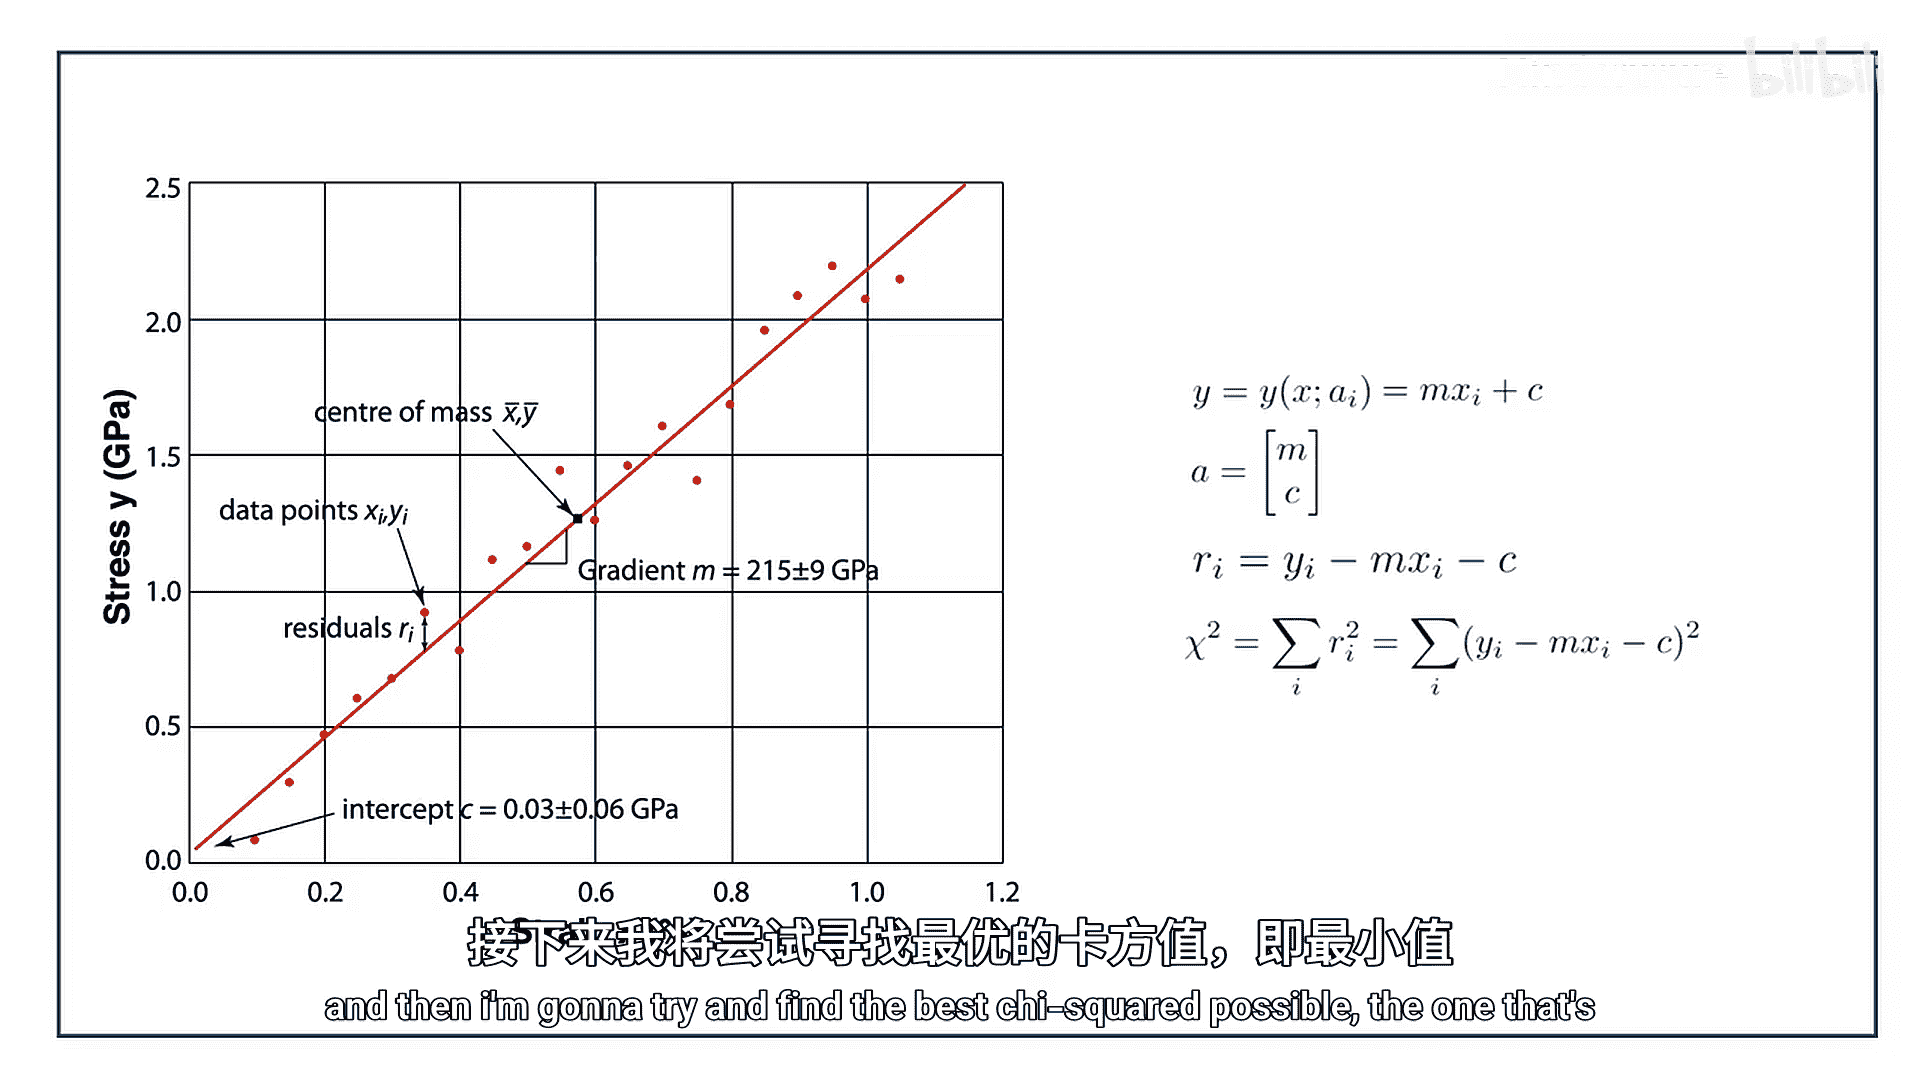 bilibili
2.5
2.0
1.5
1.0
0.5
0.0
0.0 0.2 0.4 0.6 0.8 1.0 1.2
Stress y (GPa)
centre of mass x̅,y̅
data points xᵢ,yᵢ
Gradient m = 215±9 GPa
residuals rᵢ
intercept c = 0.03±0.06 GPa
y = y(x; aᵢ) = mxᵢ + c
a = [m c]
rᵢ = yᵢ − mxᵢ − c
χ² = ∑ᵢ rᵢ² = ∑ᵢ (yᵢ − mxᵢ − c)²
接下来我将尝试寻找最优的卡方值，即最小值
and then i'm gonna try and find the best chi-squared possible, the one that's